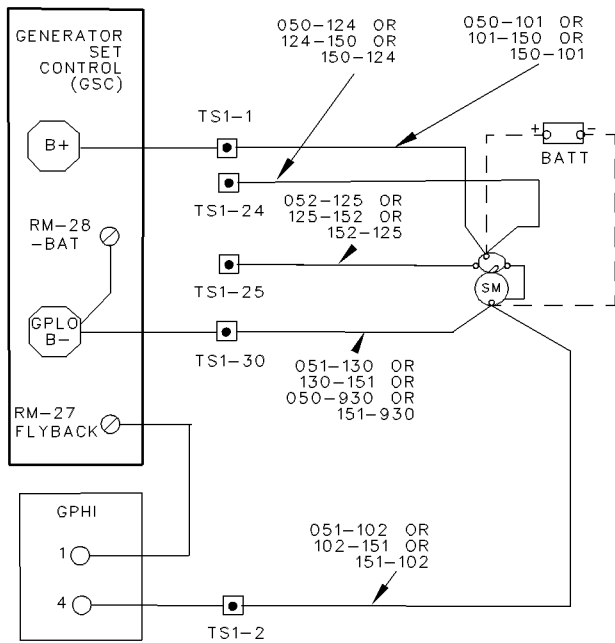 GENERATOR
SET
CONTROL
(GSC)
B+
RM-28
-BAT
GPLO
B-
RM-27
FLYBACK
GPHI
1
4
TS1-1
TS1-24
TS1-25
TS1-30
TS1-2
050-124 OR
124-150 OR
150-124
050-101 OR
101-150 OR
150-101
052-125 OR
125-152 OR
152-125
051-130 OR
130-151 OR
050-930 OR
151-930
051-102 OR
102-151 OR
151-102
+ -
BATT
SM